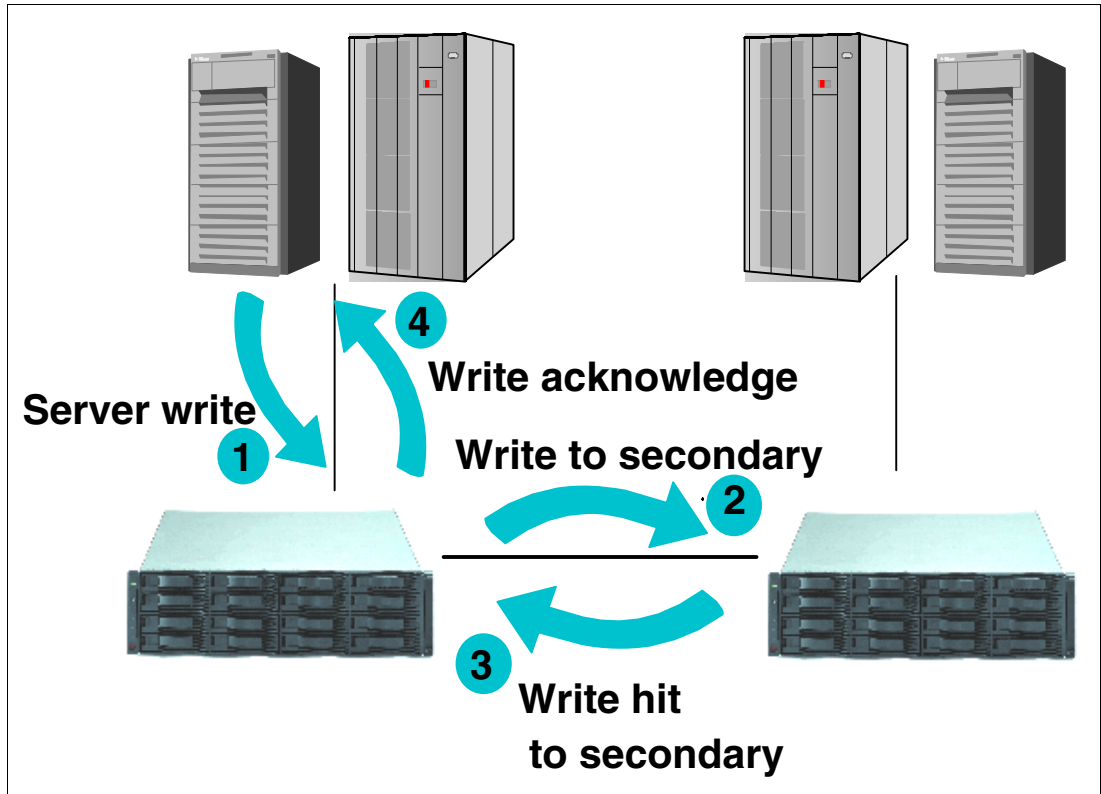 4
Write acknowledge
Server write
1
Write to secondary
2
3
Write hit
to secondary